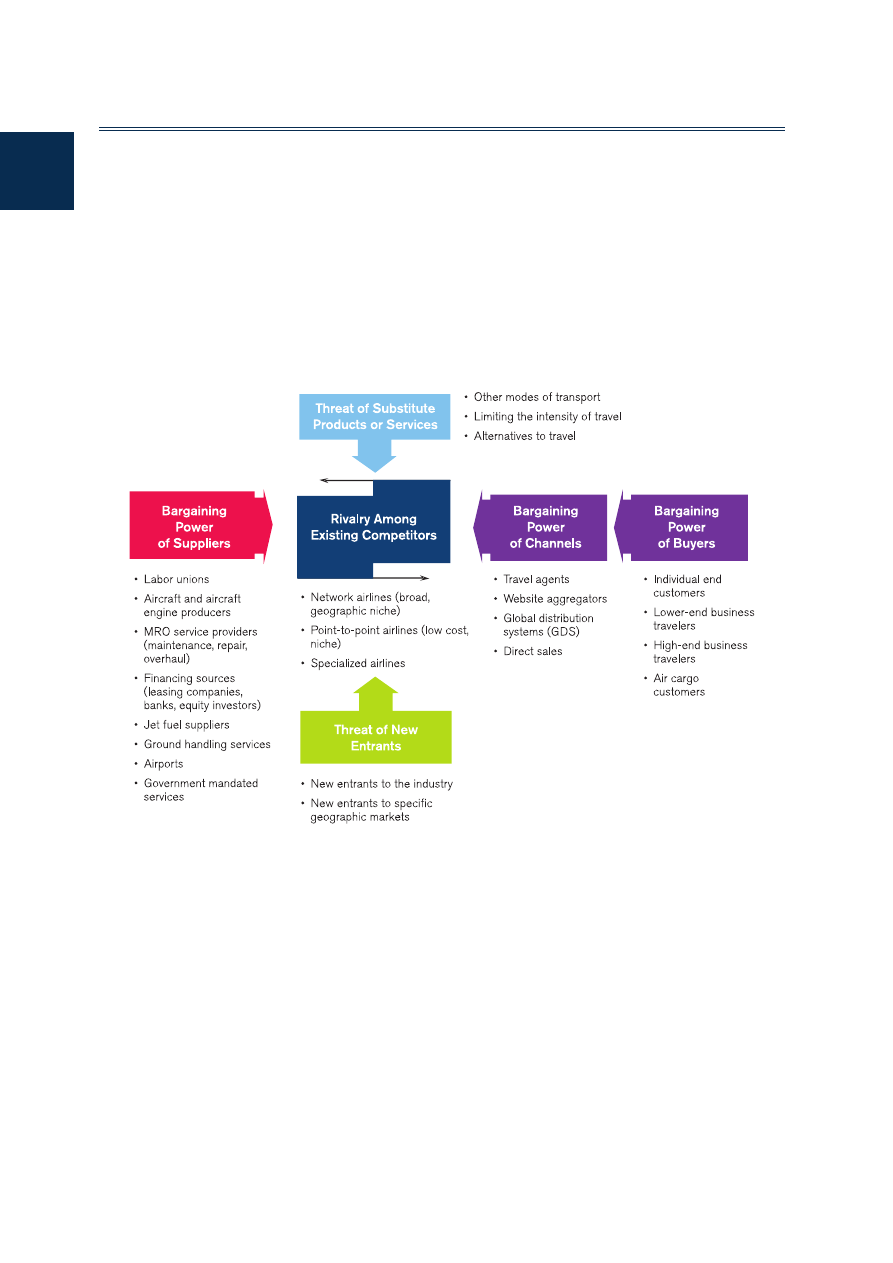 Threat of Substitute
Products or Services
• Other modes of transport
• Limiting the intensity of travel
• Alternatives to travel
Bargaining
Power
of Suppliers
• Labor unions
• Aircraft and aircraft
engine producers
• MRO service providers
(maintenance, repair,
overhaul)
• Financing sources
(leasing companies,
banks, equity investors)
• Jet fuel suppliers
• Ground handling services
• Airports
• Government mandated
services
Rivalry Among
Existing Competitors
• Network airlines (broad,
geographic niche)
• Point-to-point airlines (low cost,
niche)
• Specialized airlines
Threat of New
Entrants
• New entrants to the industry
• New entrants to specific
geographic markets
Bargaining
Power
of Channels
• Travel agents
• Website aggregators
• Global distribution
systems (GDS)
• Direct sales
Bargaining
Power
of Buyers
• Individual end
customers
• Lower-end business
travelers
• High-end business
travelers
• Air cargo
customers